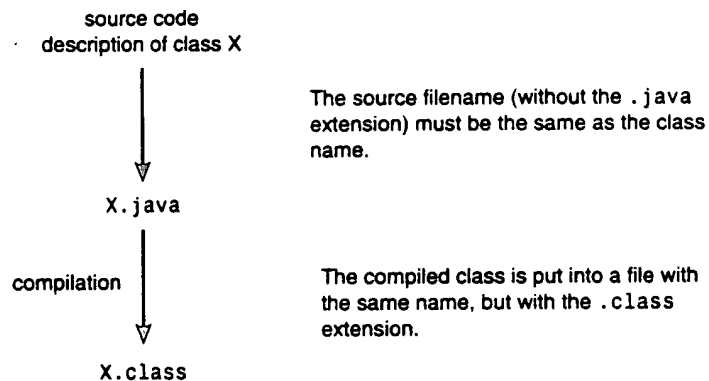 source code
description of class X
The source filename (without the .java
extension) must be the same as the class
name.
X.java
compilation
The compiled class is put into a file with
the same name, but with the .class
extension.
X.class